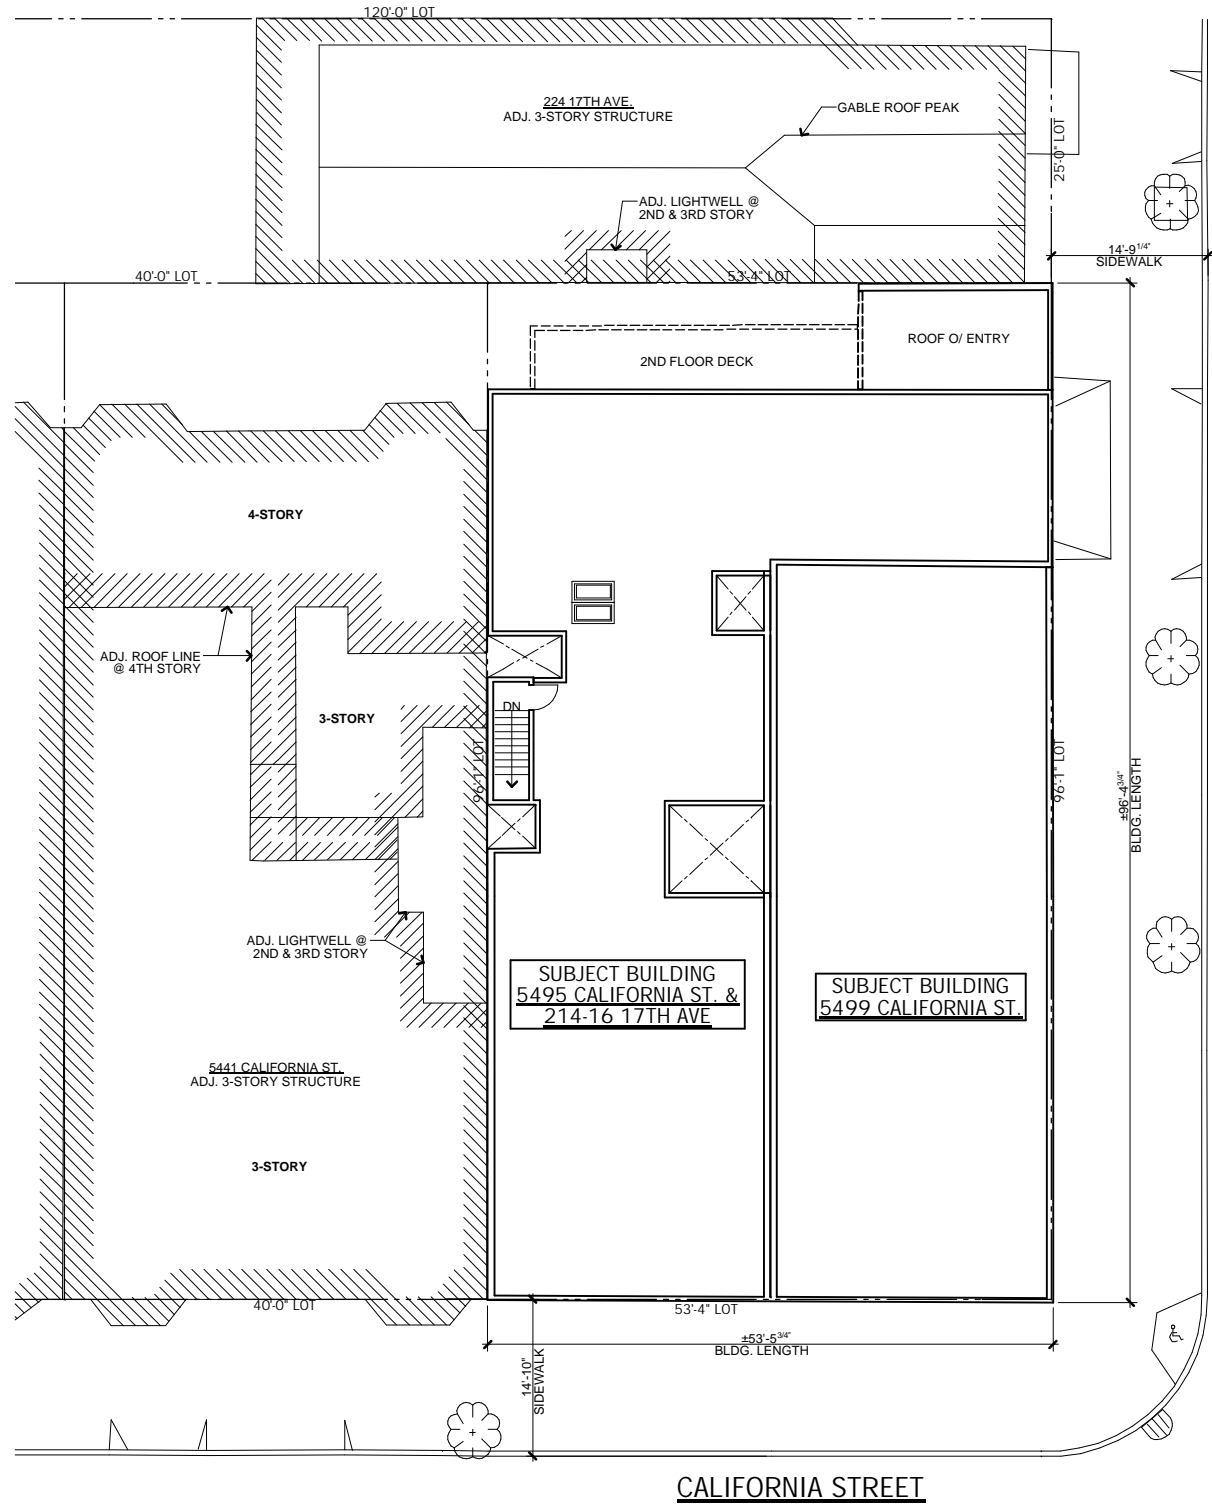 120'-0" LOT
224 17TH AVE.
ADJ. 3-STORY STRUCTURE
GABLE ROOF PEAK
25'-0" LOT
ADJ. LIGHTWELL @
2ND & 3RD STORY
14'-9 1/4"
SIDEWALK
40'-0" LOT
53'-4" LOT
ROOF O/ ENTRY
2ND FLOOR DECK
4-STORY
ADJ. ROOF LINE
@ 4TH STORY
3-STORY
DN
96'-1" LOT
96'-1" LOT
±96'-4 3/4"
BLDG. LENGTH
ADJ. LIGHTWELL @
2ND & 3RD STORY
SUBJECT BUILDING
5495 CALIFORNIA ST. &
214-16 17TH AVE
SUBJECT BUILDING
5499 CALIFORNIA ST.
5441 CALIFORNIA ST.
ADJ. 3-STORY STRUCTURE
3-STORY
40'-0" LOT
53'-4" LOT
±53'-5 3/4"
BLDG. LENGTH
14'-10"
SIDEWALK
CALIFORNIA STREET